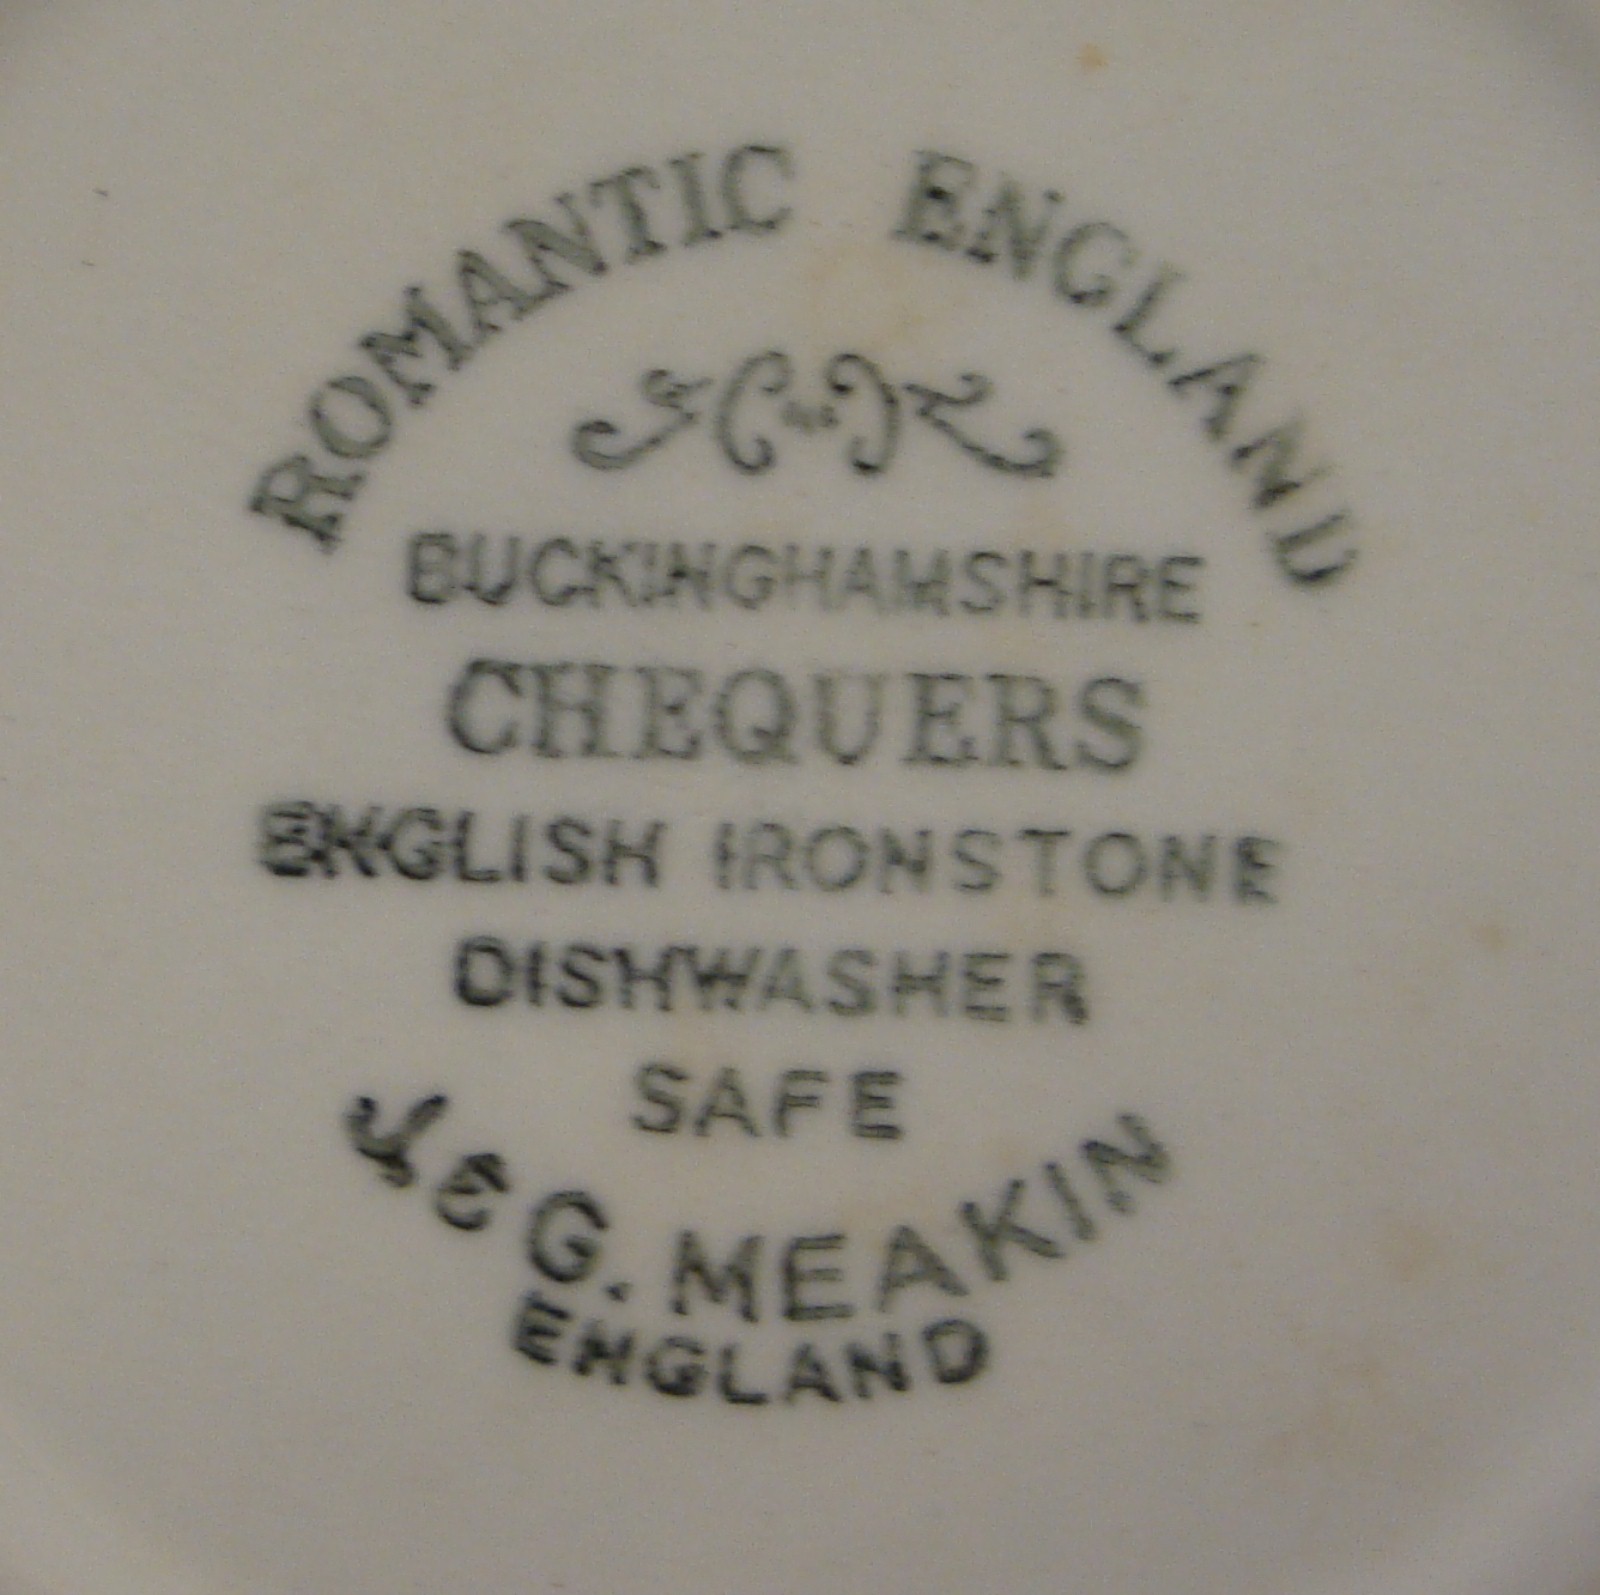 ROMANTIC ENGLAND
BUCKINGHAMSHIRE
CHEQUERS
ENGLISH IRONSTONE
DISHWASHER
SAFE
J & G. MEAKIN
ENGLAND